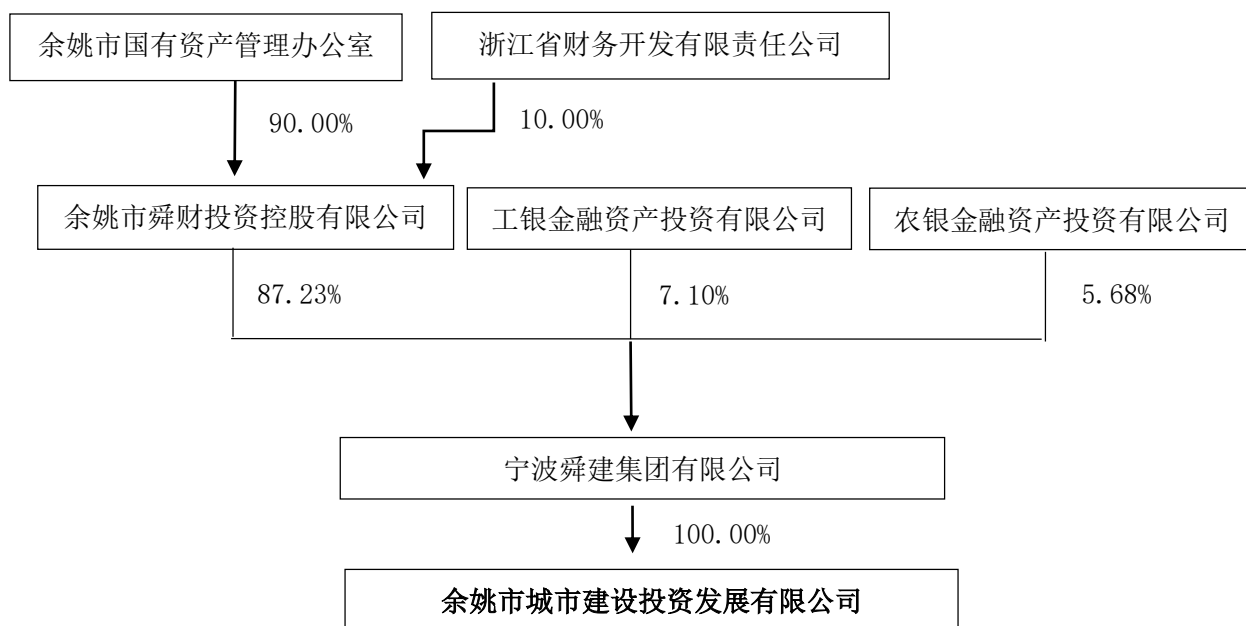 余姚市国有资产管理办公室
浙江省财务开发有限责任公司
90.00%
10.00%
余姚市舜财投资控股有限公司
工银金融资产投资有限公司
农银金融资产投资有限公司
87.23%
7.10%
5.68%
宁波舜建集团有限公司
100.00%
余姚市城市建设投资发展有限公司